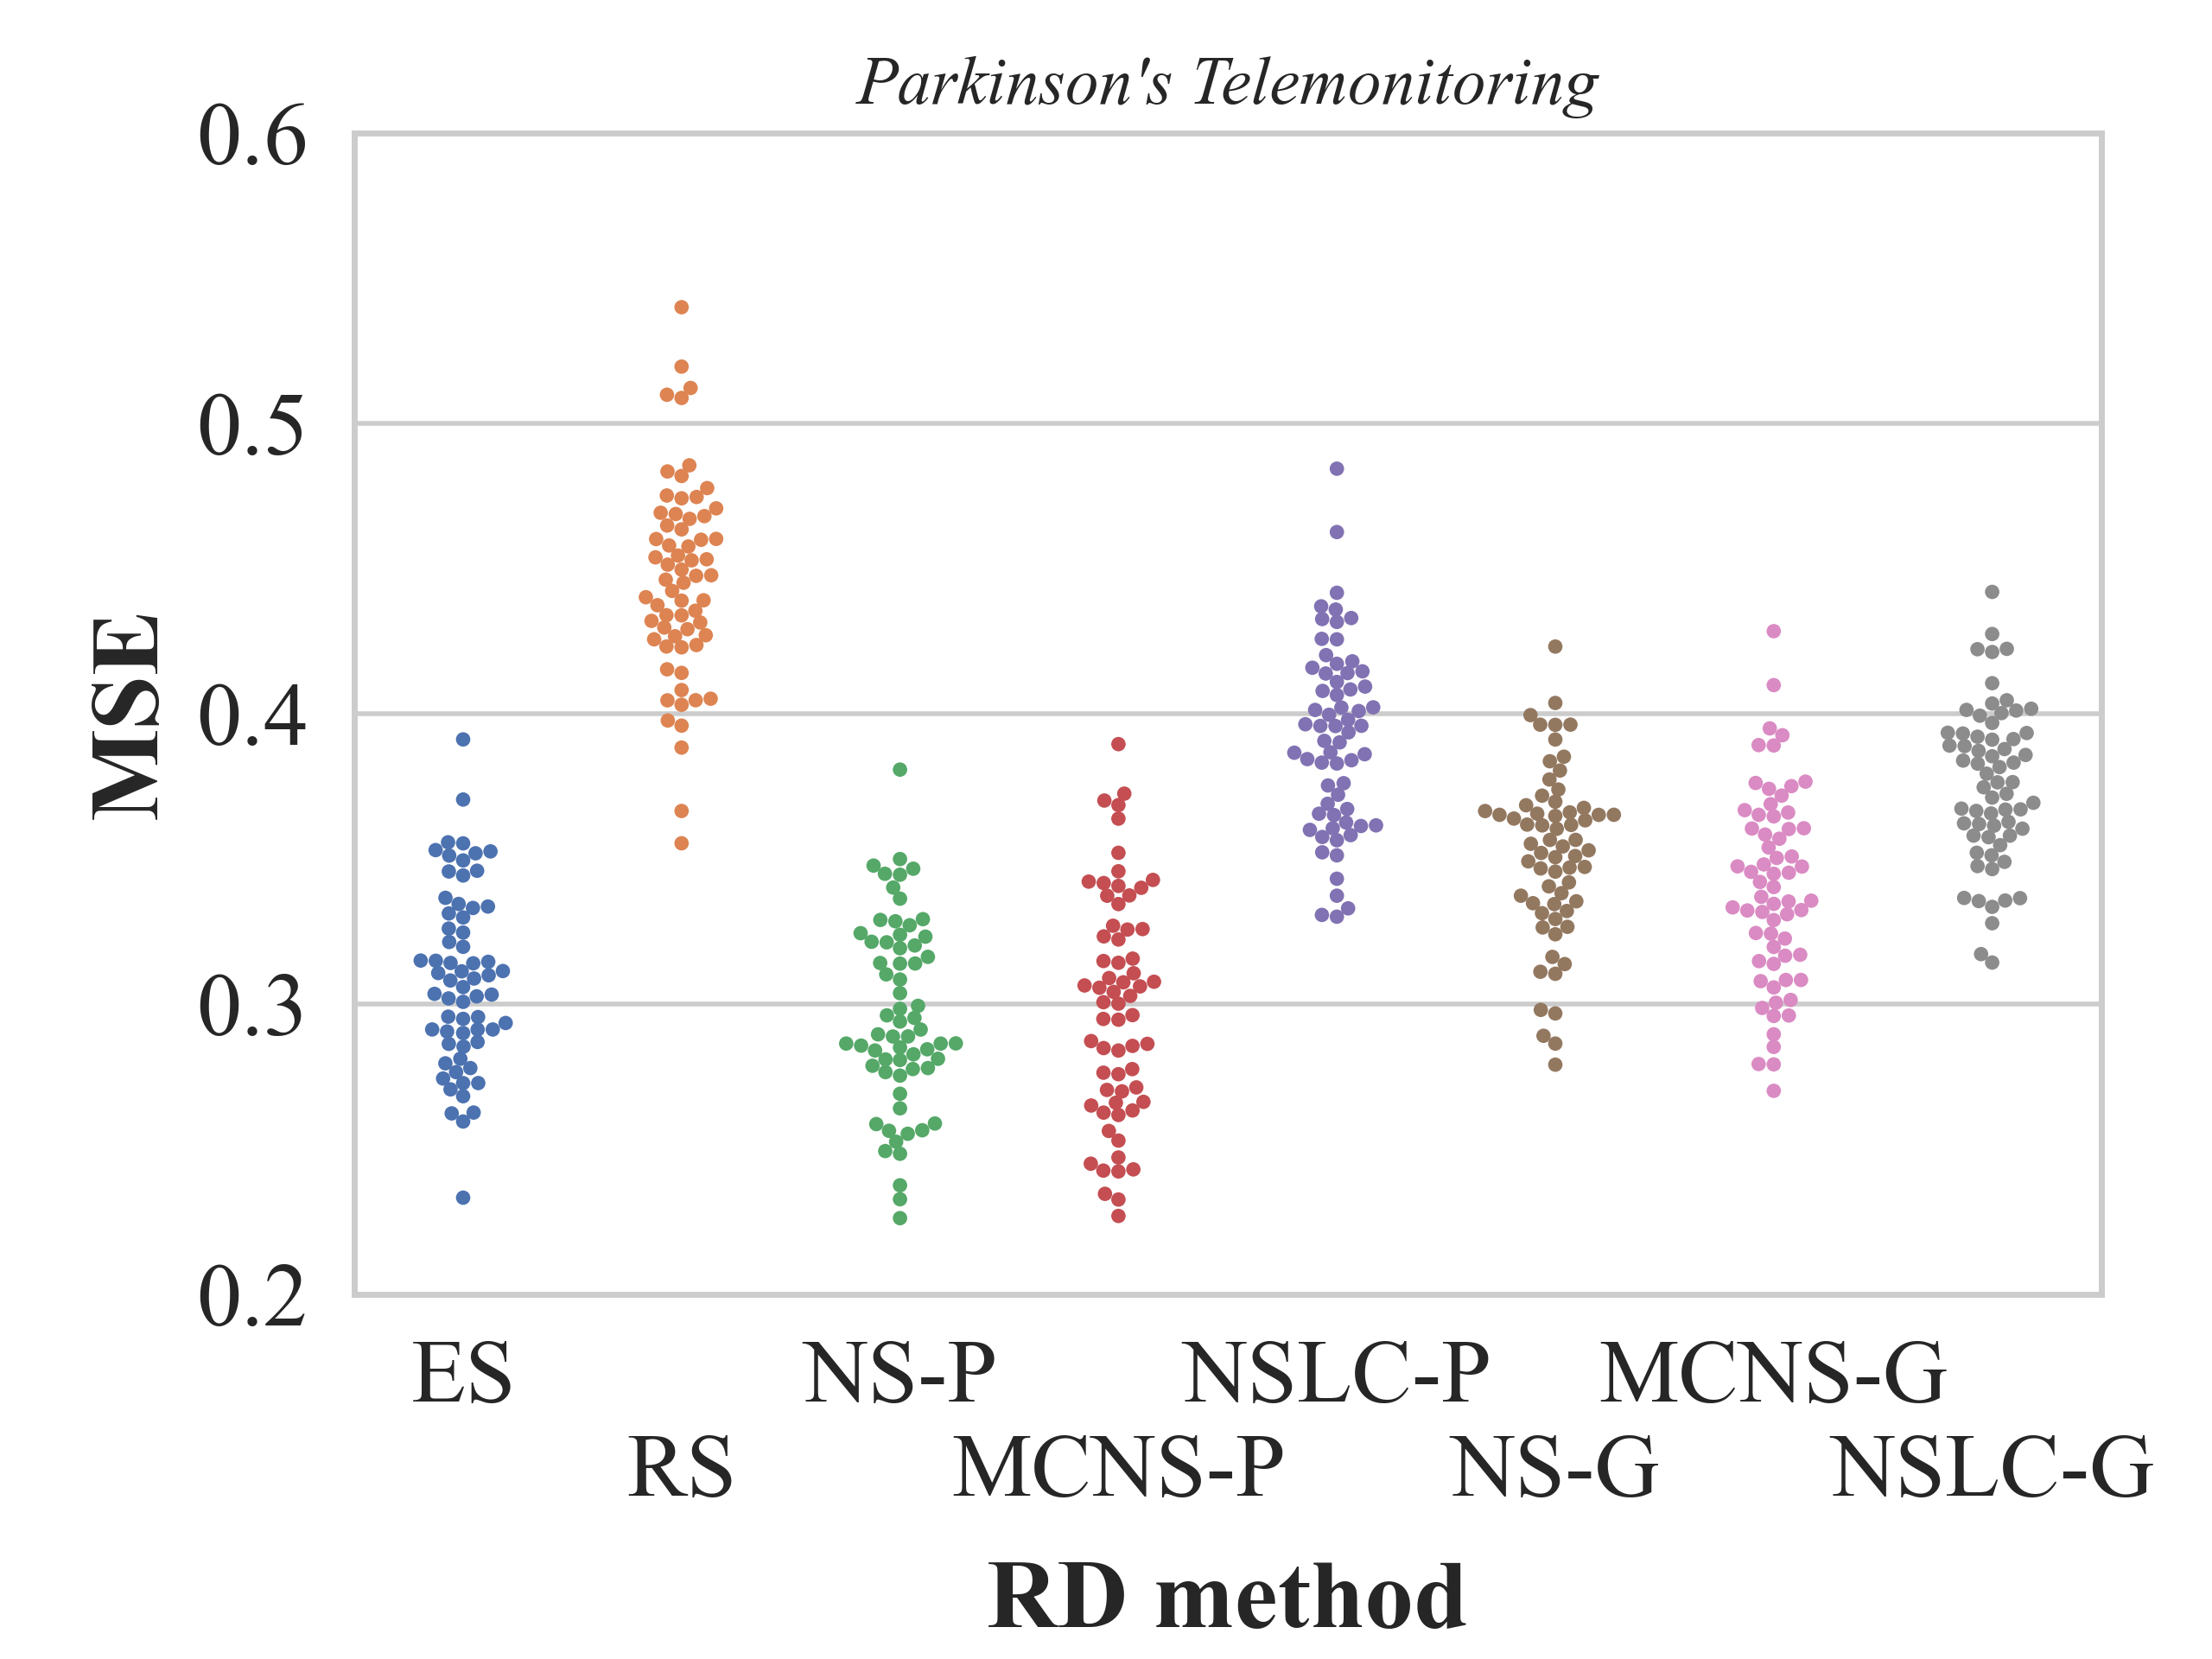 Parkinson's Telemonitoring
0.6
0.5
0.4
0.3
0.2
MSE
ES NS-P NSLC-P MCNS-G
RS MCNS-P NS-G NSLC-G
RD method